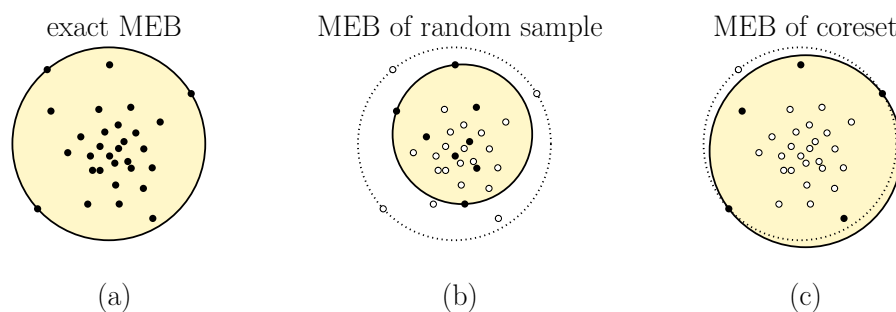 exact MEB
MEB of random sample
MEB of coreset
(a)
(b)
(c)